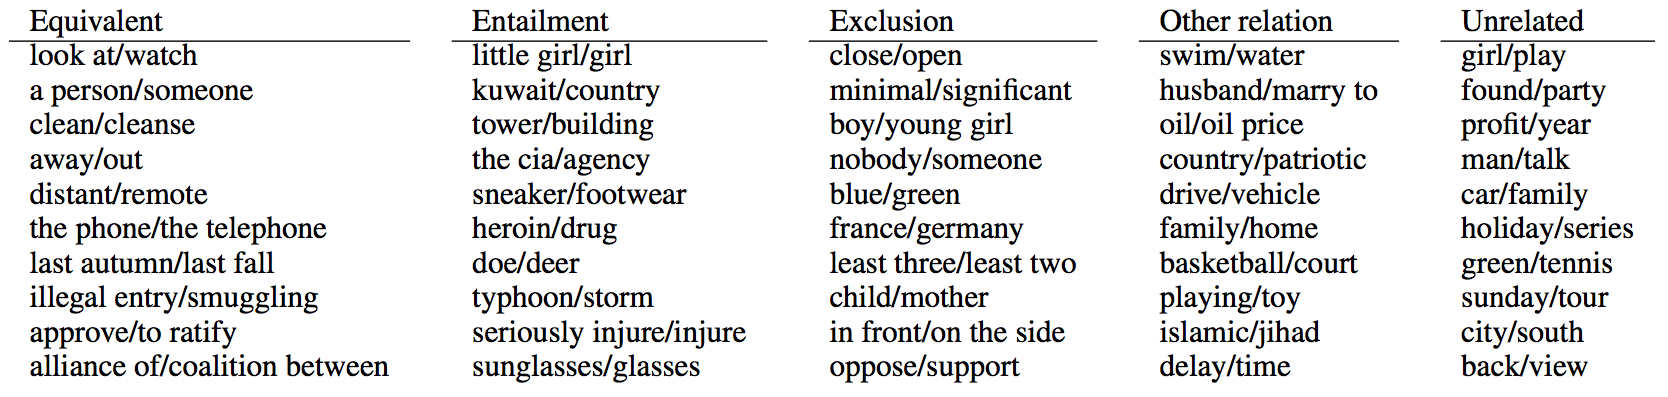 Equivalent Entailment Exclusion Other relation Unrelated
look at/watch little girl/girl close/open swim/water girl/play
a person/someone kuwait/country minimal/significant husband/marry to found/party
clean/cleanse tower/building boy/young girl oil/oil price profit/year
away/out the cia/agency nobody/someone country/patriotic man/talk
distant/remote sneaker/footwear blue/green drive/vehicle car/family
the phone/the telephone heroin/drug france/germany family/home holiday/series
last autumn/last fall doe/deer least three/least two basketball/court green/tennis
illegal entry/smuggling typhoon/storm child/mother playing/toy sunday/tour
approve/to ratify seriously injure/injure in front/on the side islamic/jihad city/south
alliance of/coalition between sunglasses/glasses oppose/support delay/time back/view